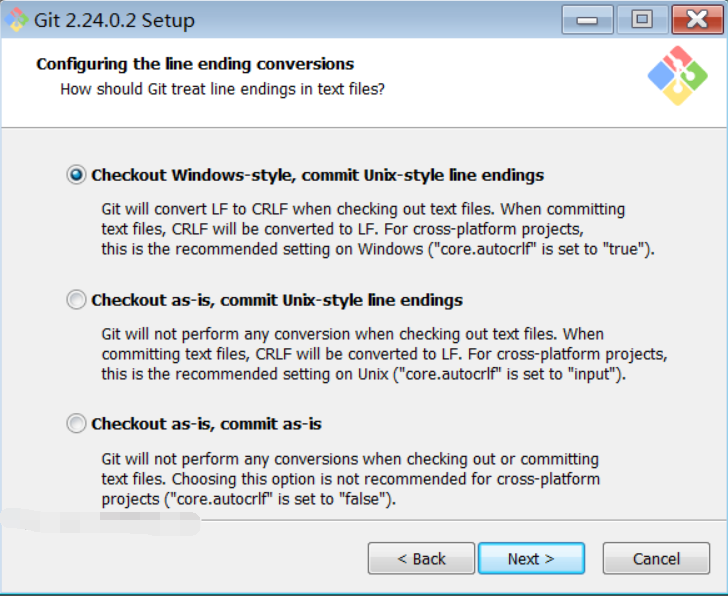 Git 2.24.0.2 Setup
Configuring the line ending conversions
How should Git treat line endings in text files?
Checkout Windows-style, commit Unix-style line endings
Git will convert LF to CRLF when checking out text files. When committing
text files, CRLF will be converted to LF. For cross-platform projects,
this is the recommended setting on Windows ("core.autocrlf" is set to "true").
Checkout as-is, commit Unix-style line endings
Git will not perform any conversion when checking out text files. When
committing text files, CRLF will be converted to LF. For cross-platform projects,
this is the recommended setting on Unix ("core.autocrlf" is set to "input").
Checkout as-is, commit as-is
Git will not perform any conversions when checking out or committing
text files. Choosing this option is not recommended for cross-platform
projects ("core.autocrlf" is set to "false").
< Back
Next >
Cancel